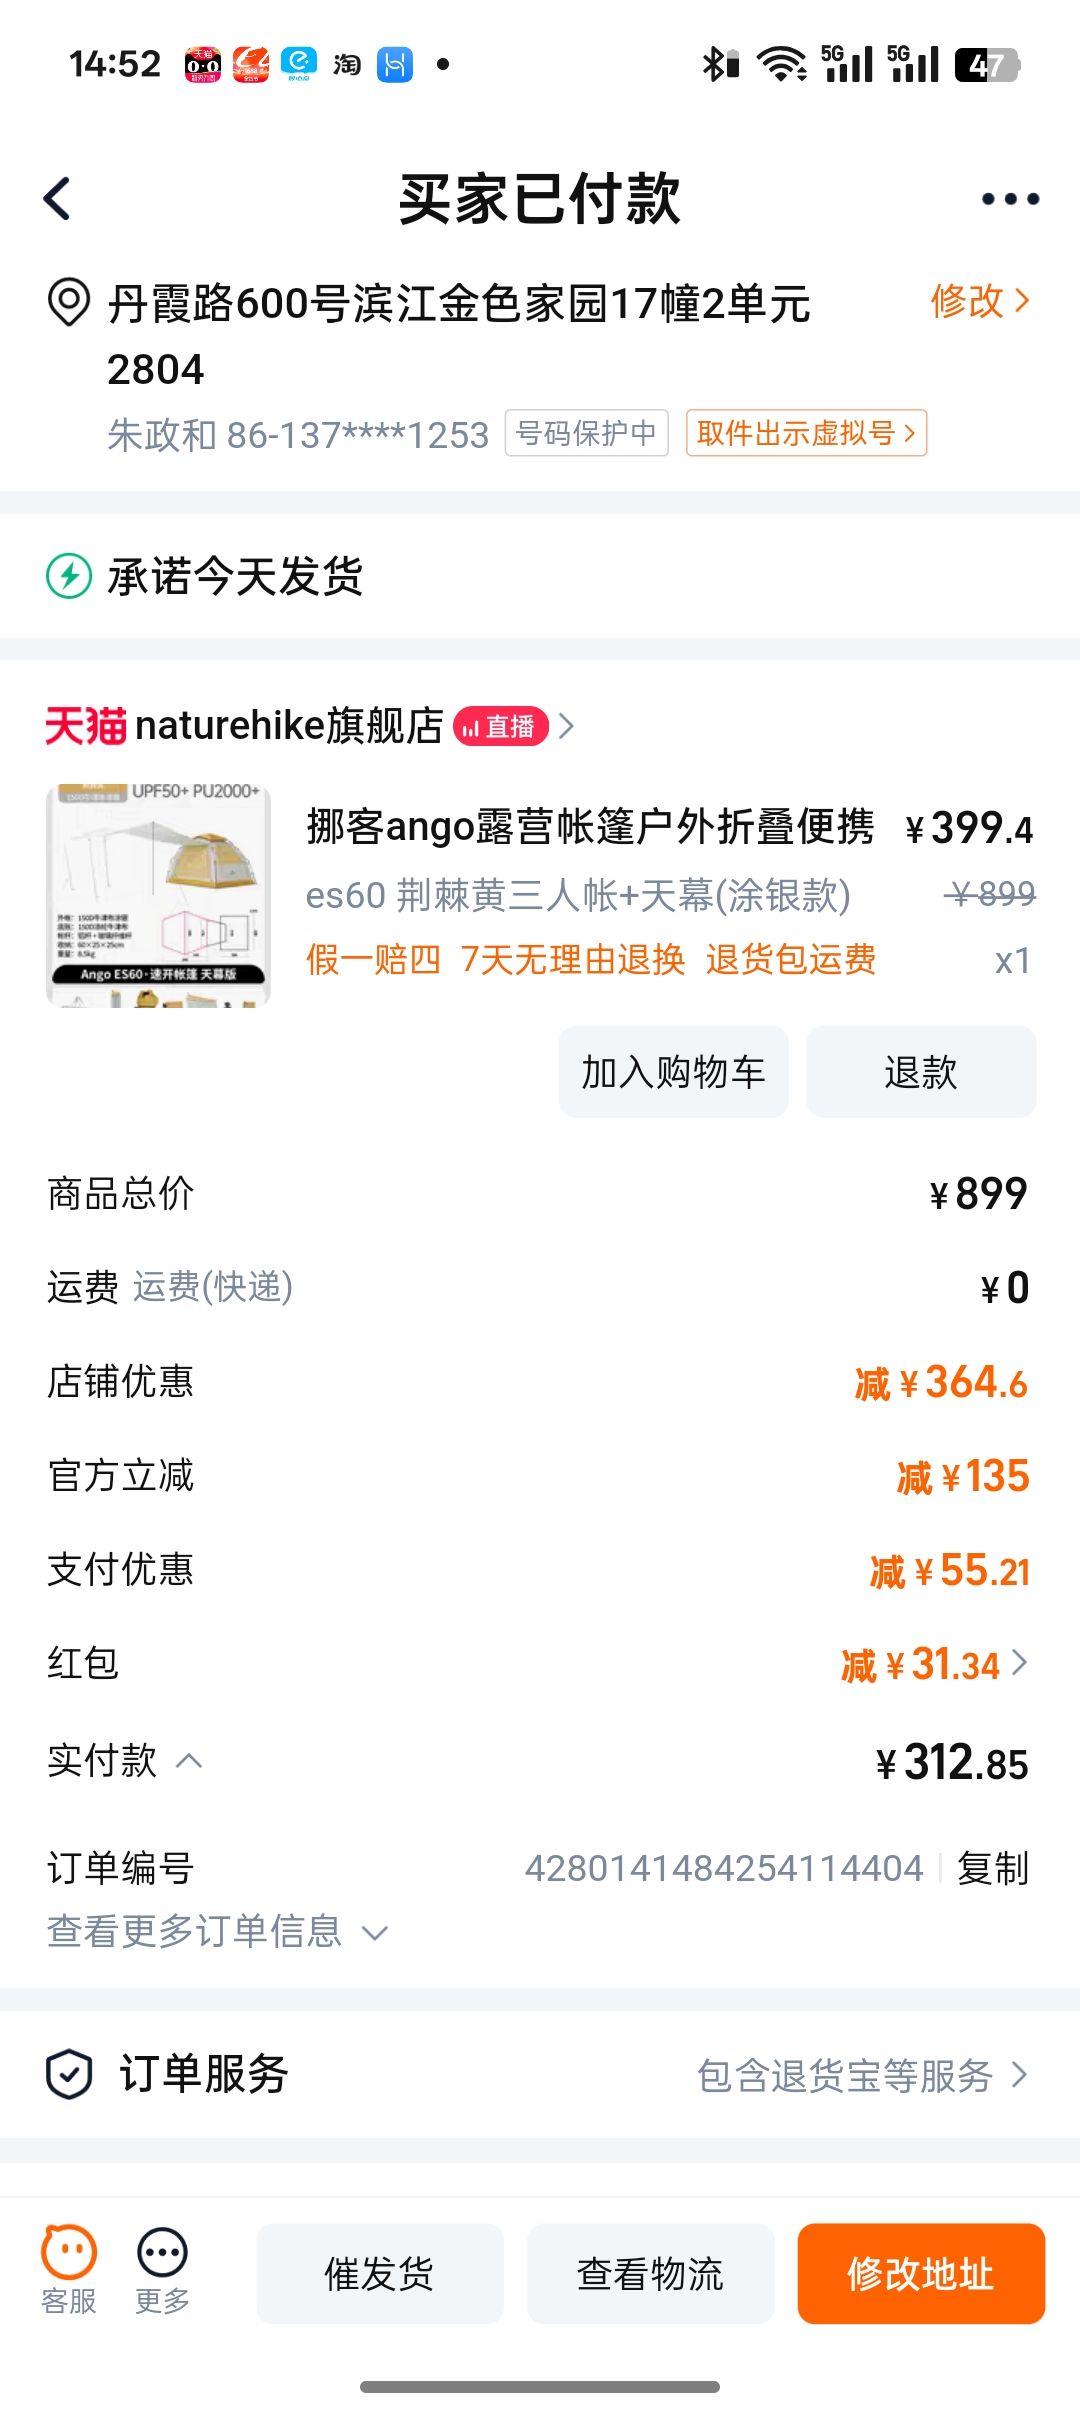 14:52
淘
5G
5G
47
买家已付款
丹霞路600号滨江金色家园17幢2单元
修改
2804
朱政和 86-137****1253
号码保护中
取件出示虚拟号
承诺今天发货
天猫 naturehike旗舰店 直播
UPF50+ PU2000+
Ango ES60·速开帐篷 天幕版
挪客ango露营帐篷户外折叠便携
¥399.4
es60 荆棘黄三人帐+天幕(涂银款)
¥899
假一赔四 7天无理由退换 退货包运费
x1
加入购物车
退款
商品总价
¥899
运费 运费(快递)
¥0
店铺优惠
减 ¥364.6
官方立减
减 ¥135
支付优惠
减 ¥55.21
红包
减 ¥31.34
实付款
¥312.85
订单编号
4280141484254114404
复制
查看更多订单信息
订单服务
包含退货宝等服务
客服
更多
催发货
查看物流
修改地址